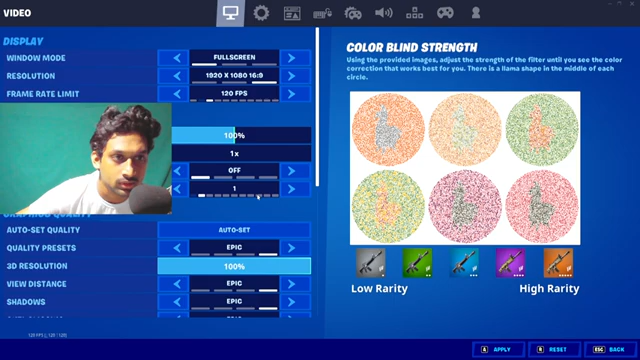 VIDEO
DISPLAY
WINDOW MODE
FULLSCREEN
RESOLUTION
1920 X 1080 16:9
FRAME RATE LIMIT
120 FPS
100%
1x
OFF
1
GRAPHICS QUALITY
AUTO-SET QUALITY
AUTO-SET
QUALITY PRESETS
EPIC
3D RESOLUTION
100%
VIEW DISTANCE
EPIC
SHADOWS
EPIC
COLOR BLIND STRENGTH
Using the provided images, adjust the strength of the filter until you see the color
correction that works best for you. There is a llama shape in the middle of each
circle.
Low Rarity
High Rarity
A APPLY
R RESET
ESC BACK